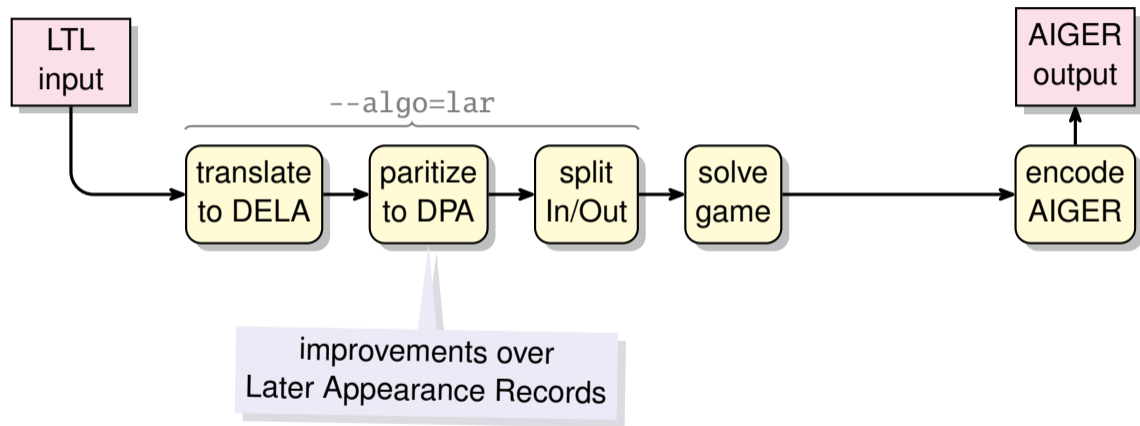 LTL
input
AIGER
output
--algo=lar
translate
to DELA
paritize
to DPA
split
In/Out
solve
game
encode
AIGER
improvements over
Later Appearance Records